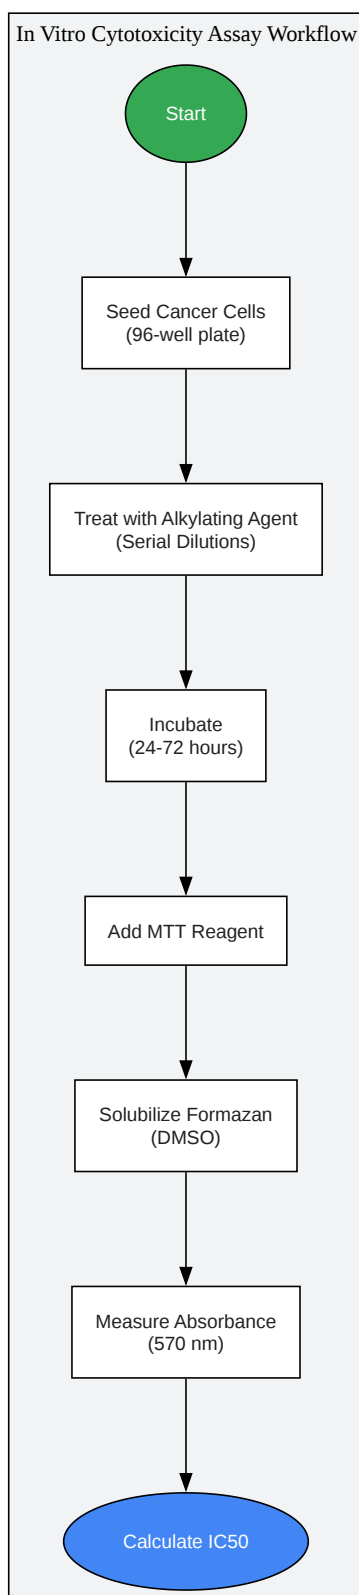 In Vitro Cytotoxicity Assay Workflow
Start
Seed Cancer Cells
(96-well plate)
Treat with Alkylating Agent
(Serial Dilutions)
Incubate
(24-72 hours)
Add MTT Reagent
Solubilize Formazan
(DMSO)
Measure Absorbance
(570 nm)
Calculate IC50